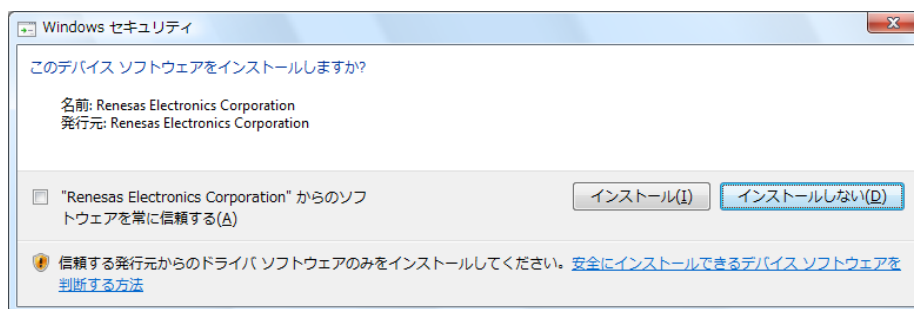 Windows セキュリティ
このデバイス ソフトウェアをインストールしますか?
名前: Renesas Electronics Corporation
発行元: Renesas Electronics Corporation
"Renesas Electronics Corporation" からのソフ
トウェアを常に信頼する(A)
インストール(I)
インストールしない(D)
信頼する発行元からのドライバ ソフトウェアのみをインストールしてください。安全にインストールできるデバイス ソフトウェアを
判断する方法